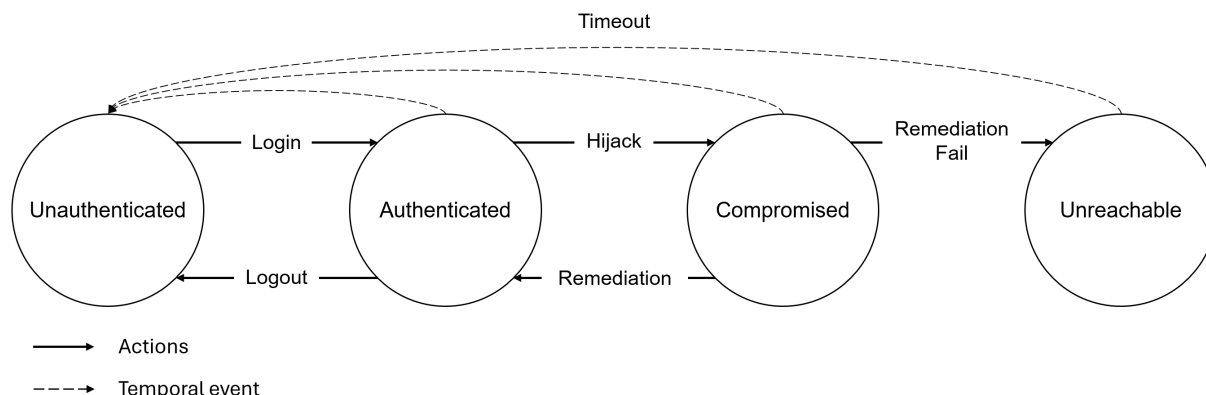 Timeout
Login
Hijack
Remediation
Fail
Unauthenticated
Authenticated
Compromised
Unreachable
Logout
Remediation
Actions
Temporal event